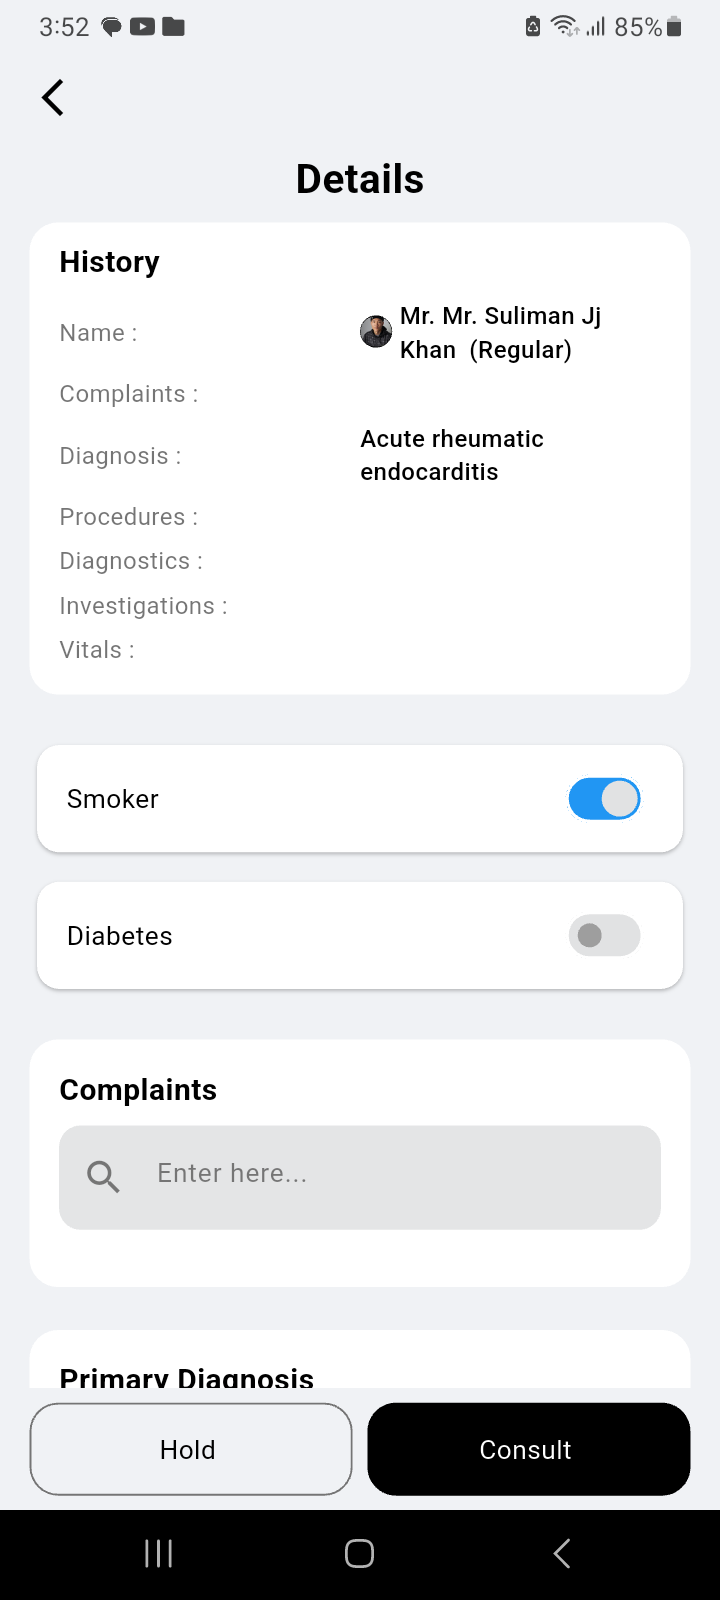 3:52
85%
Details
History
Name :
Mr. Mr. Suliman Jj
Khan  (Regular)
Complaints :
Diagnosis :
Acute rheumatic
endocarditis
Procedures :
Diagnostics :
Investigations :
Vitals :
Smoker
Diabetes
Complaints
Enter here...
Primary Diagnosis
Hold
Consult